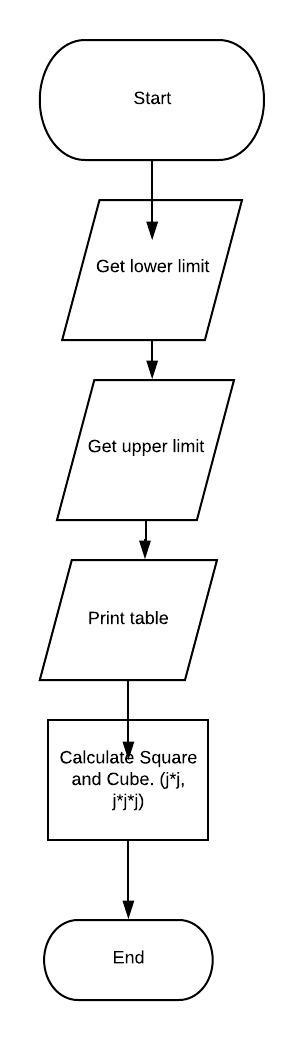 Start
Get lower limit
Get upper limit
Print table
Calculate Square
and Cube. (j*j,
j*j*j)
End